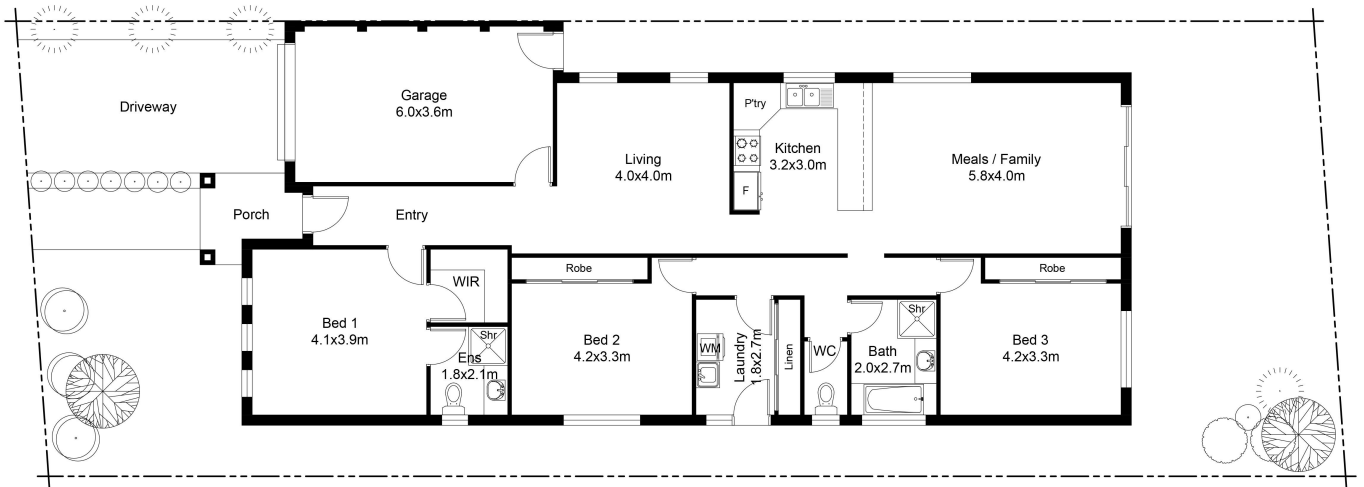 Driveway
Garage
6.0x3.6m
Porch
Entry
Living
4.0x4.0m
P'try
F
Kitchen
3.2x3.0m
Meals / Family
5.8x4.0m
Bed 1
4.1x3.9m
WIR
Shr
Ens
1.8x2.1m
Robe
Bed 2
4.2x3.3m
WM
Laundry
1.8x2.7m
Linen
WC
Shr
Bath
2.0x2.7m
Robe
Bed 3
4.2x3.3m